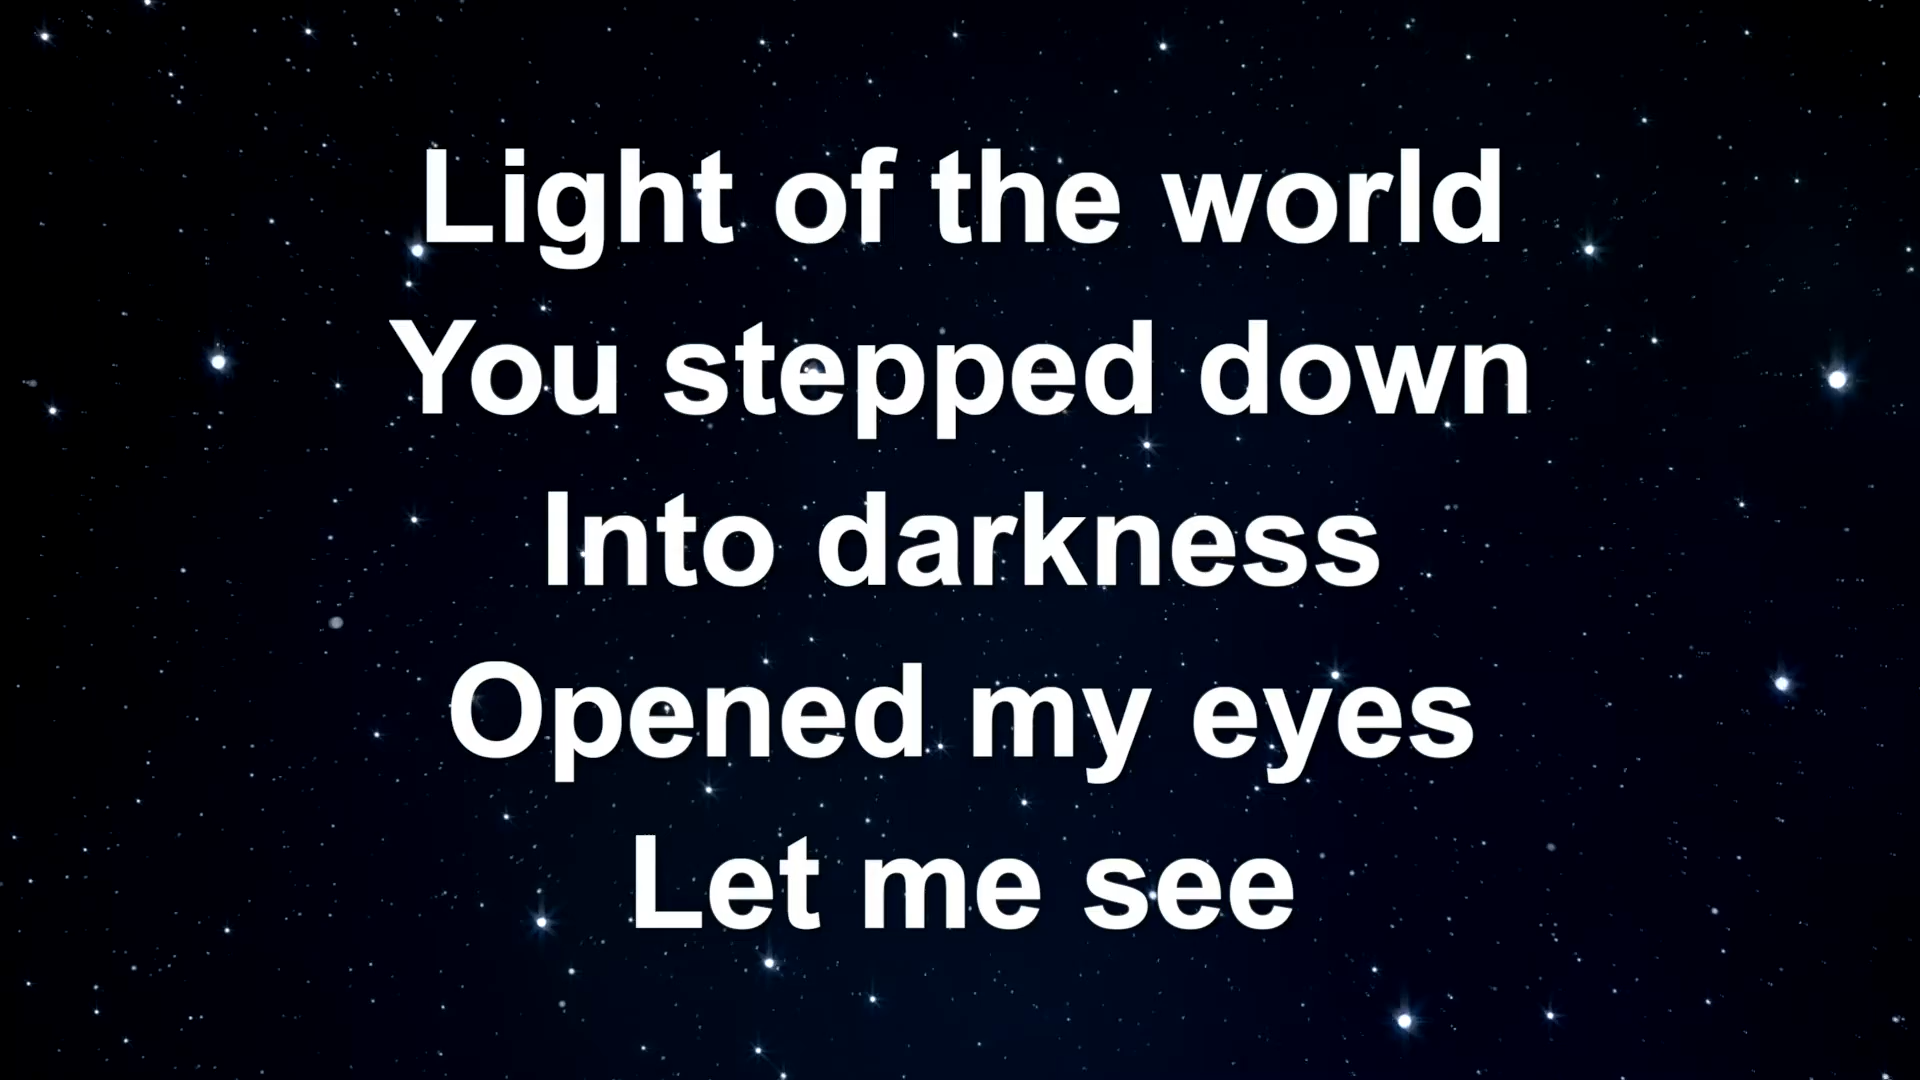 Light of the world
You stepped down
Into darkness
Opened my eyes
Let me see